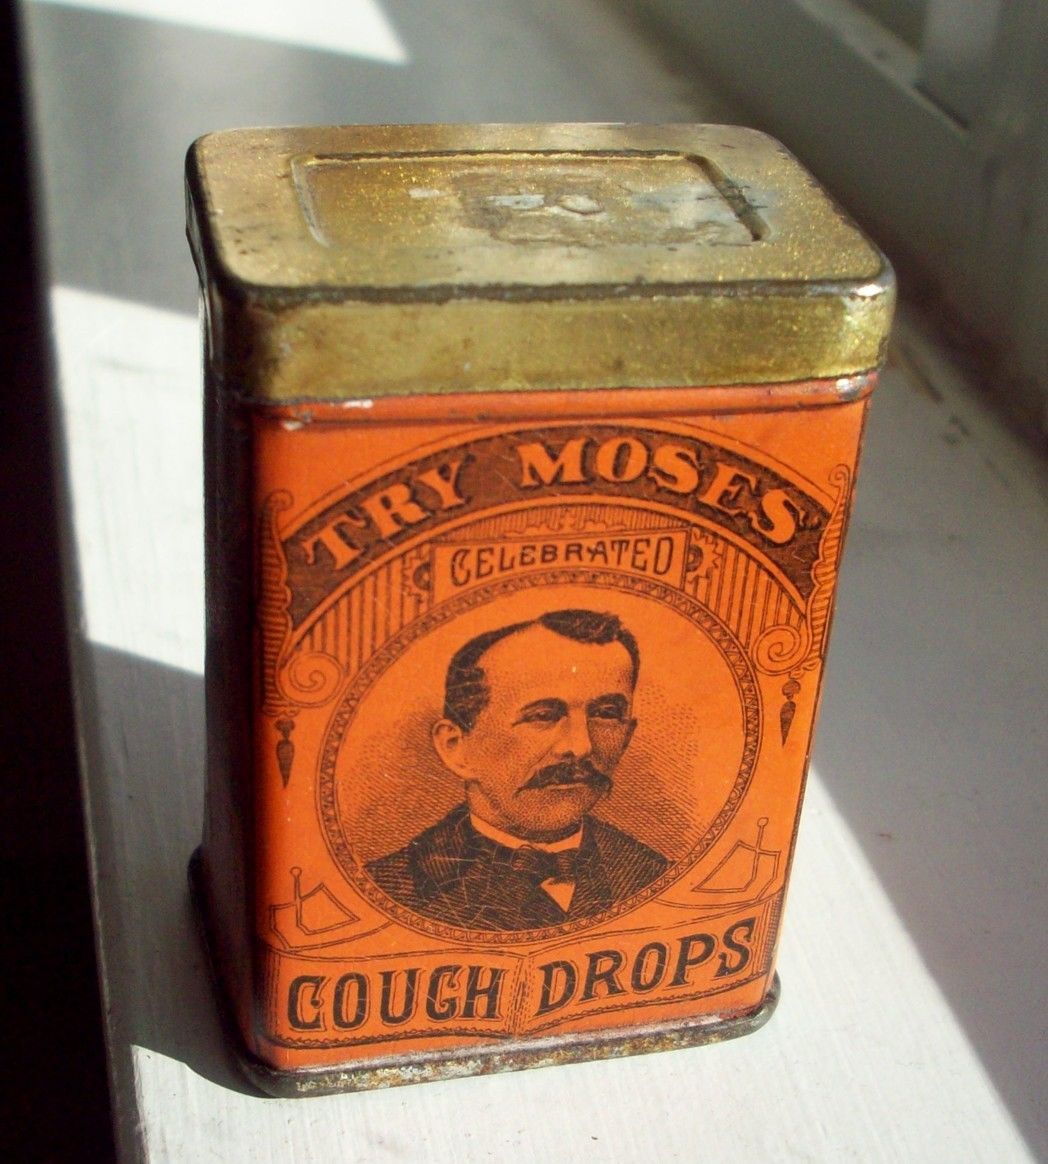 TRY MOSES'
CELEBRATED
COUGH DROPS